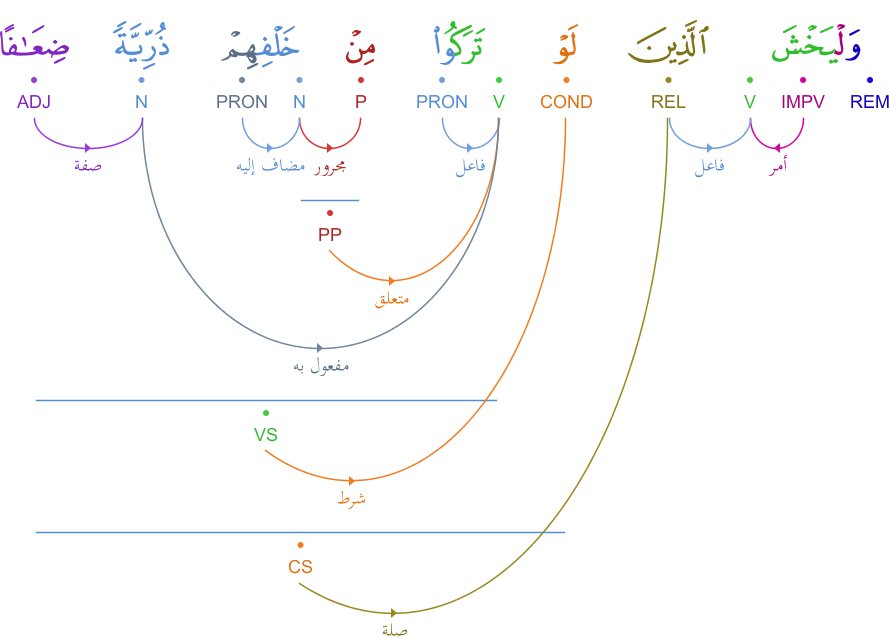 وَلْيَخْشَ ٱلَّذِينَ لَوْ تَرَكُوا۟ مِنْ خَلْفِهِمْ ذُرِّيَّةً ضِعَـٰفًا
REM IMPV V REL COND V PRON P N PRON N ADJ
أمر فاعل فاعل مجرور مضاف إليه صفة
PP
متعلق
مفعول به
VS
شرط
CS
صلة